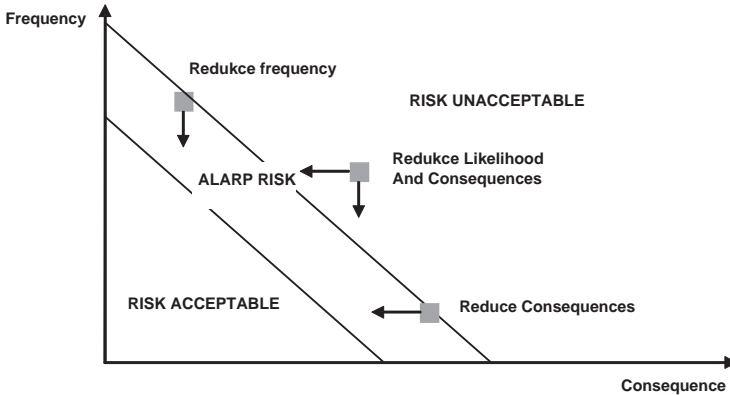 Frequency
Redukce frequency
RISK UNACCEPTABLE
Redukce Likelihood
And Consequences
ALARP RISK
RISK ACCEPTABLE
Reduce Consequences
Consequence